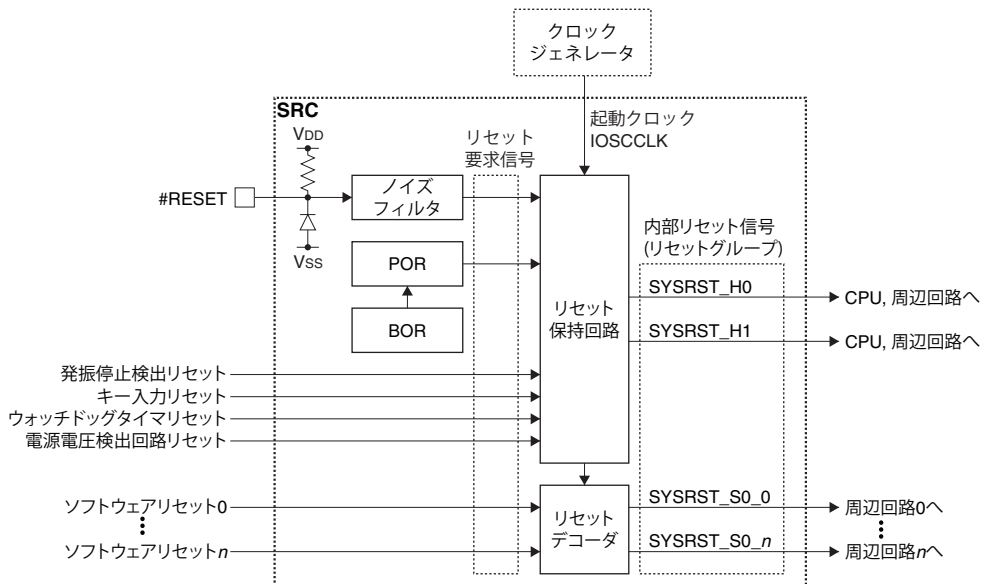 クロック
ジェネレータ
SRC
起動クロック
IOSCCLK
VDD
リセット
要求信号
#RESET
ノイズ
フィルタ
内部リセット信号
(リセットグループ)
VSS
POR
SYSRST_H0
CPU, 周辺回路へ
BOR
リセット
保持回路
SYSRST_H1
CPU, 周辺回路へ
発振停止検出リセット
キー入力リセット
ウォッチドッグタイマリセット
電源電圧検出回路リセット
ソフトウェアリセット0
リセット
デコーダ
SYSRST_S0_0
周辺回路0へ
ソフトウェアリセットn
SYSRST_S0_n
周辺回路nへ